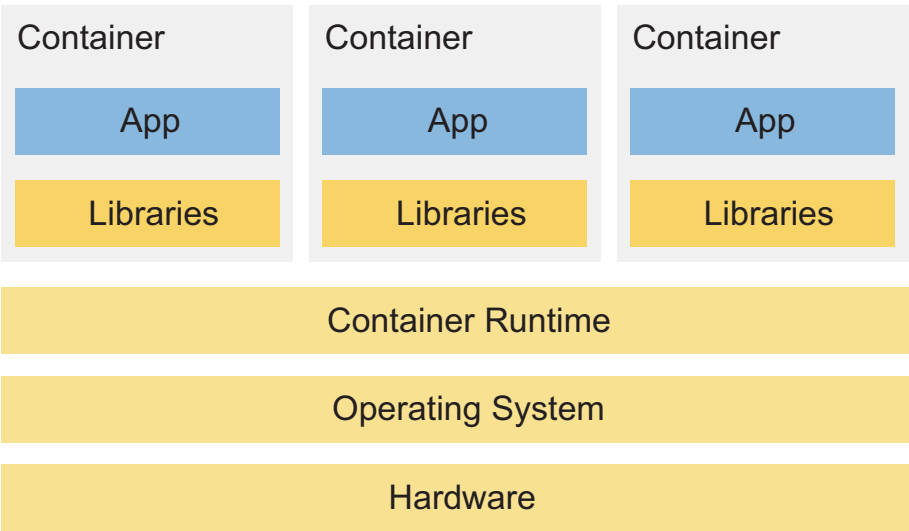 Container Container Container
App App App
Libraries Libraries Libraries
Container Runtime
Operating System
Hardware